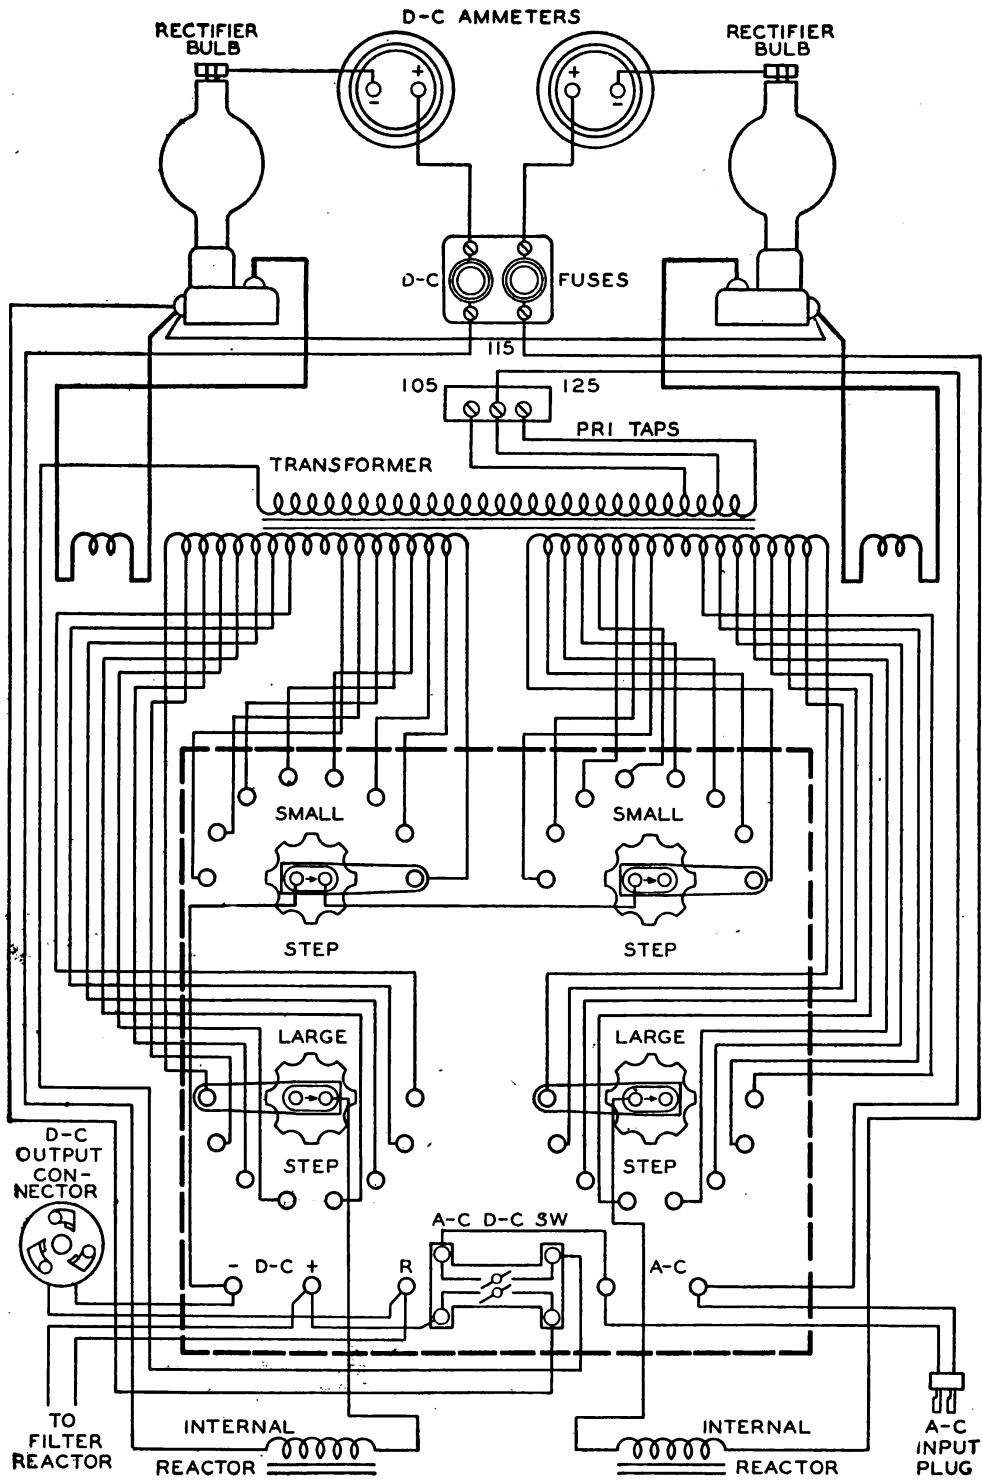 D-C AMMETERS
RECTIFIER
BULB
RECTIFIER
BULB
+
-
+
-
D-C
FUSES
115
105
125
PRI TAPS
TRANSFORMER
SMALL
STEP
SMALL
STEP
LARGE
STEP
LARGE
STEP
D-C
OUTPUT
CON-
NECTOR
A-C D-C SW
- D-C +
R
A-C
TO
FILTER
REACTOR
INTERNAL
REACTOR
INTERNAL
REACTOR
A-C
INPUT
PLUG